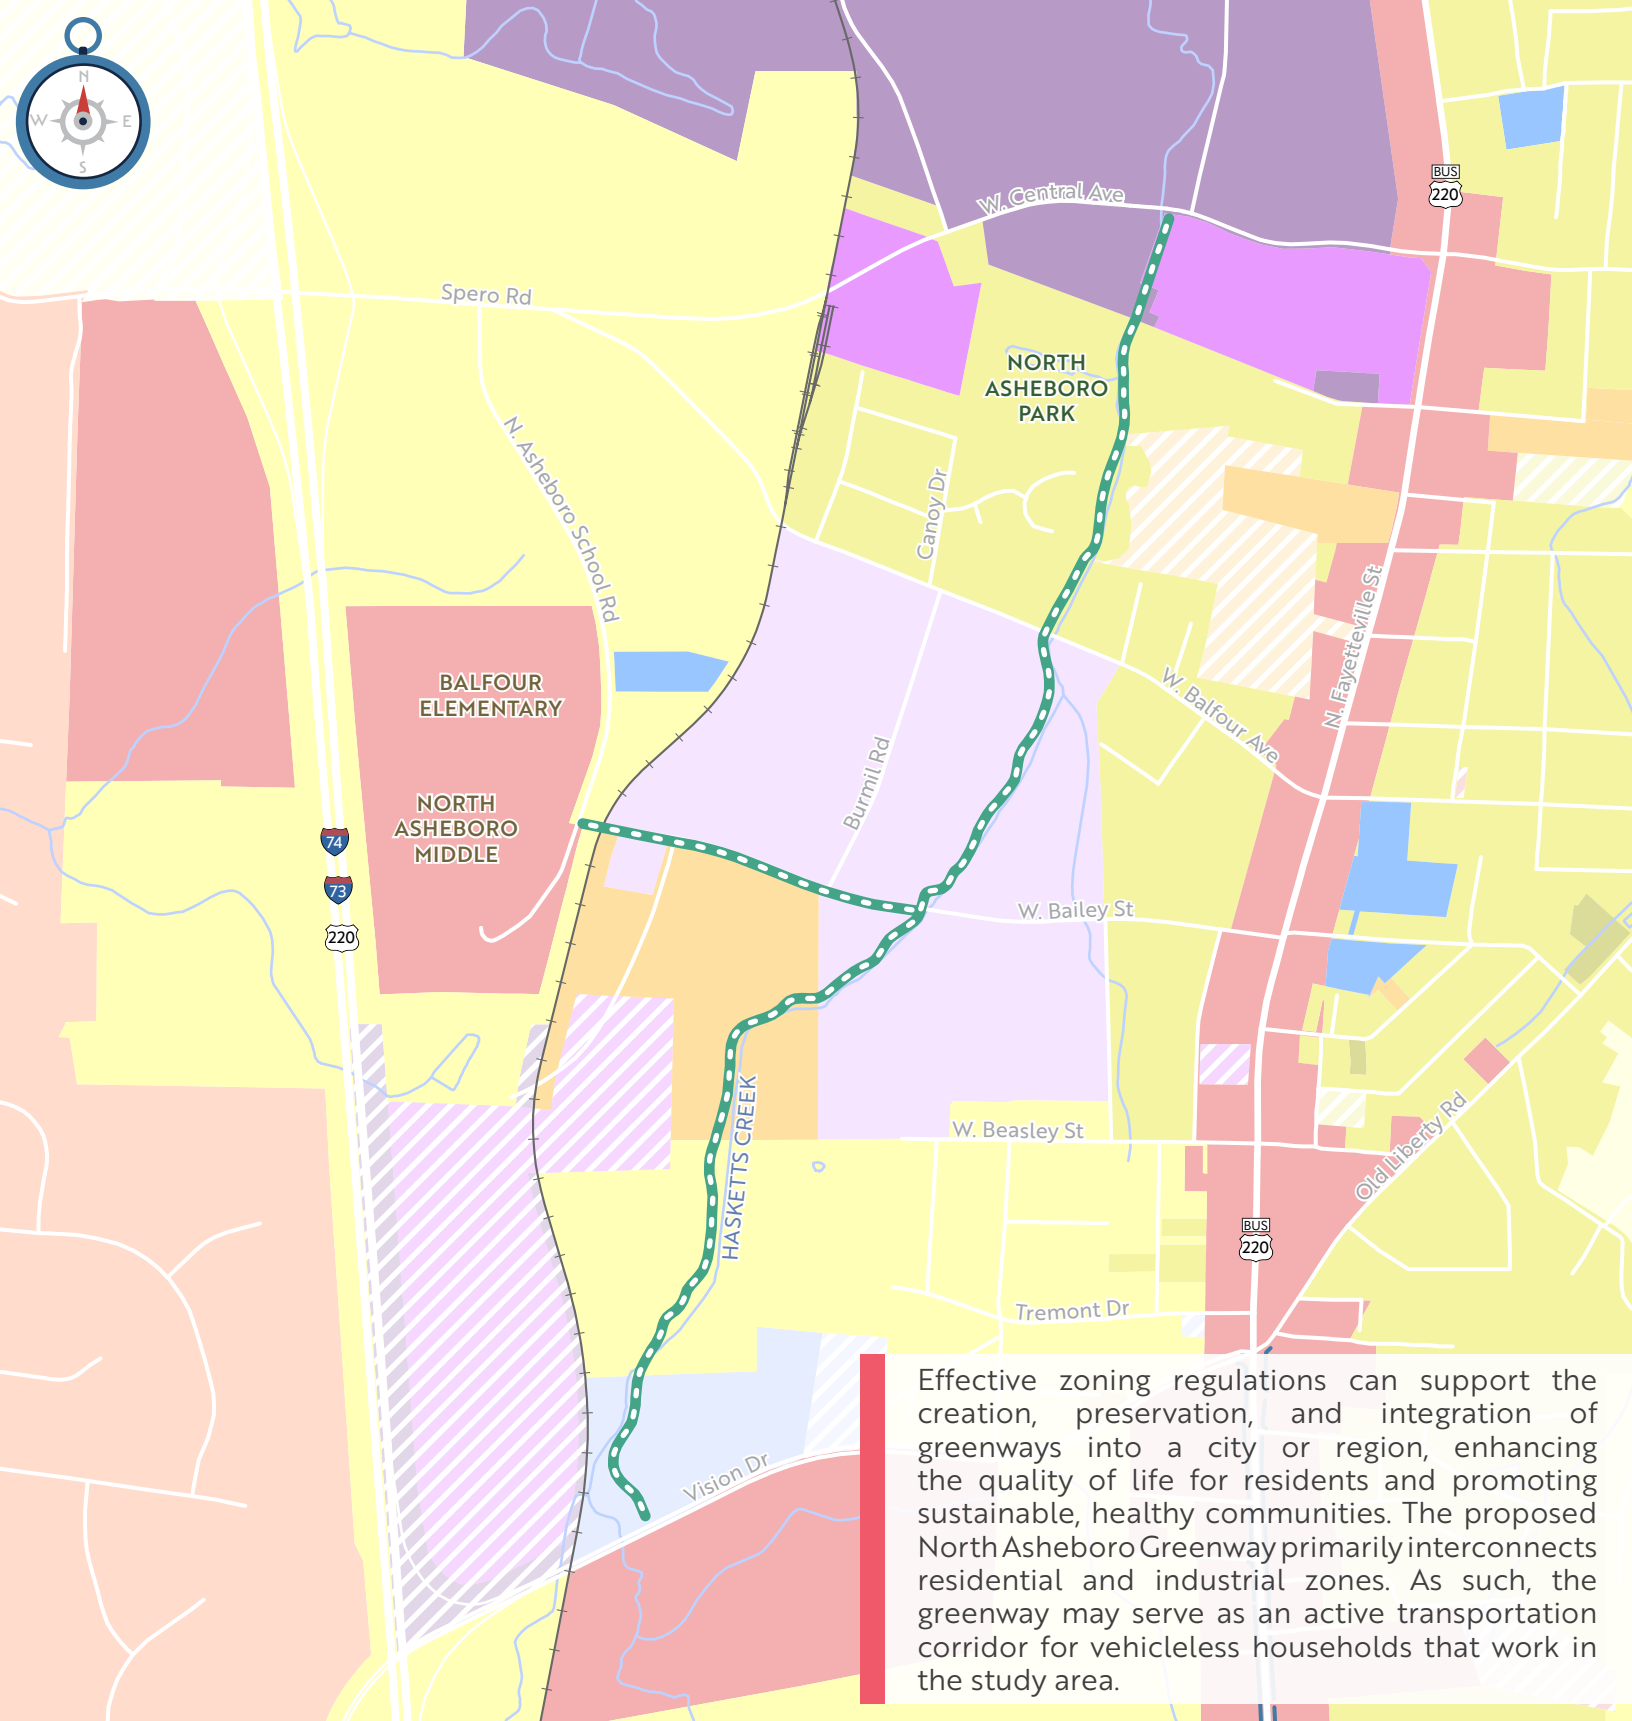 N
W
E
S
BUS
220
W. Central Ave
Spero Rd
NORTH
ASHEBORO
PARK
N. Asheboro School Rd
Canoy Dr
N. Fayetteville St
BALFOUR
ELEMENTARY
W. Balfour Ave
Burmil Rd
NORTH
ASHEBORO
MIDDLE
74
73
220
W. Bailey St
HASKETTS CREEK
W. Beasley St
Old Liberty Rd
BUS
220
Tremont Dr
Vision Dr
Effective zoning regulations can support the
creation, preservation, and integration of
greenways into a city or region, enhancing
the quality of life for residents and promoting
sustainable, healthy communities. The proposed
North Asheboro Greenway primarily interconnects
residential and industrial zones. As such, the
greenway may serve as an active transportation
corridor for vehicleless households that work in
the study area.